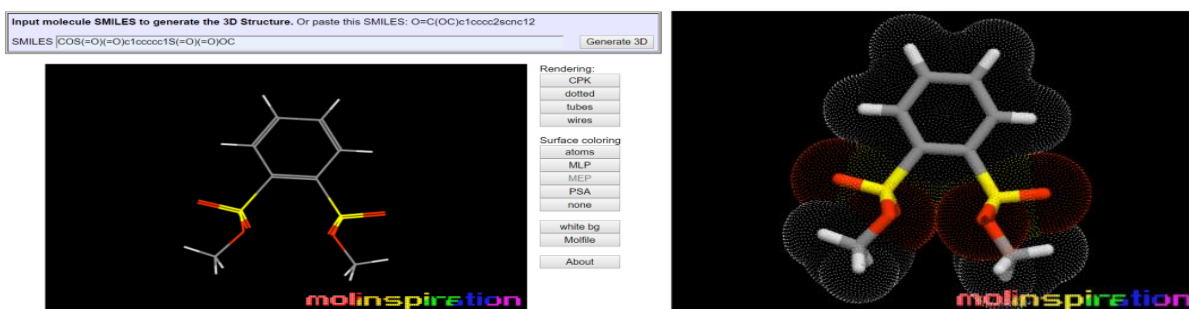 Input molecule SMILES to generate the 3D Structure. Or paste this SMILES: O=C(OC)c1cccc2scnc12
SMILES COS(=O)(=O)c1ccccc1S(=O)(=O)OC Generate 3D
Rendering:
CPK
dotted
tubes
wires
Surface coloring
atoms
MLP
MEP
PSA
none
white bg
Molfile
About
molinspiration
molinspiration